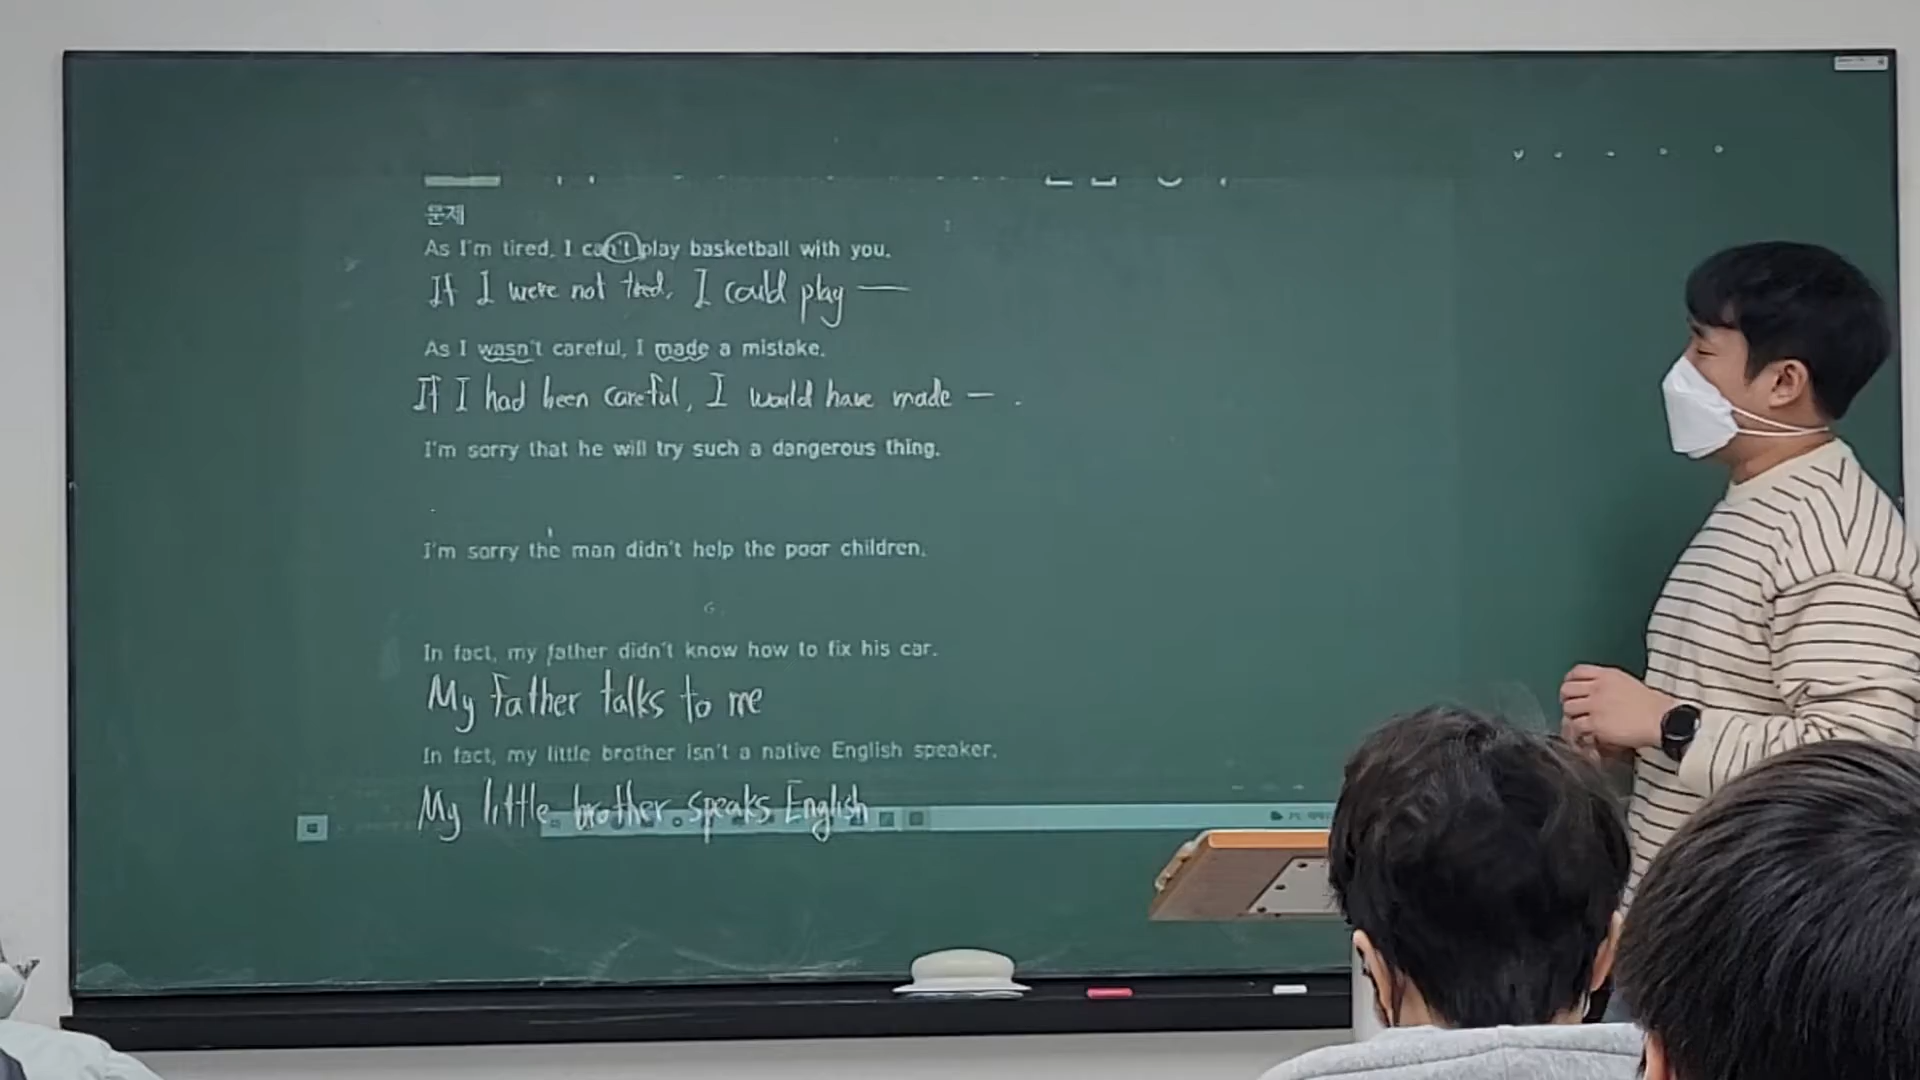 문제
As I'm tired, I can't play basketball with you.
If I were not tired, I could play —
As I wasn't careful, I made a mistake.
If I had been careful, I would have made — .
I'm sorry that he will try such a dangerous thing.
I'm sorry the man didn't help the poor children.
In fact, my father didn't know how to fix his car.
My father talks to me
In fact, my little brother isn't a native English speaker.
My little brother speaks English